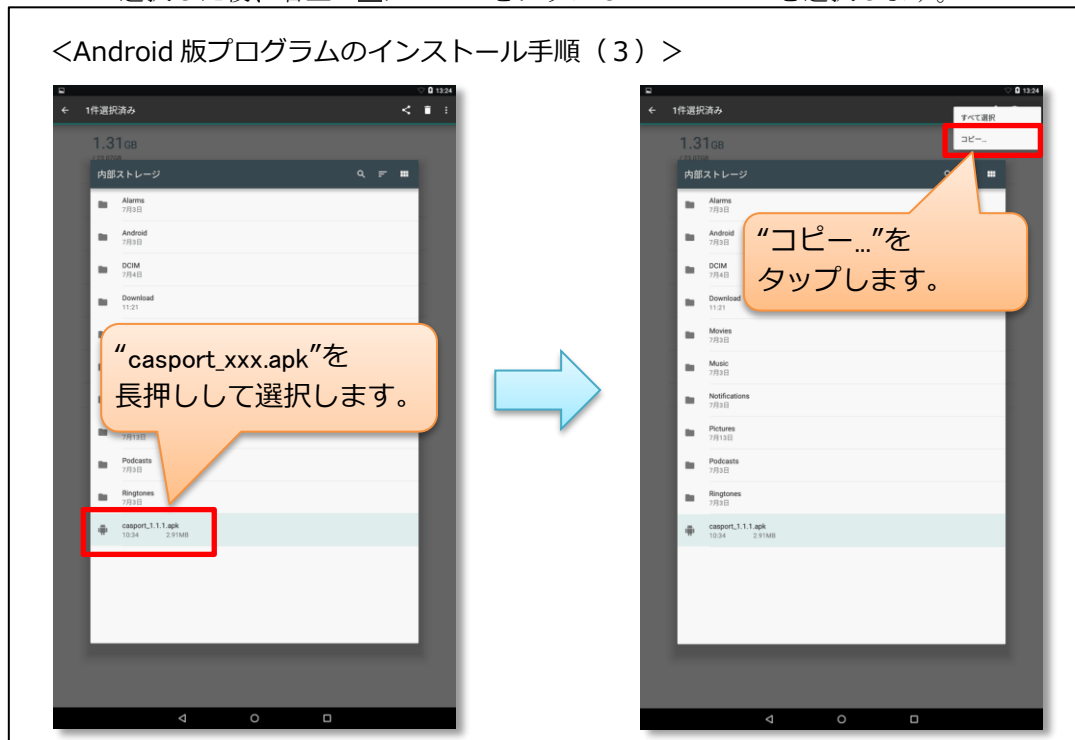 <Android 版プログラムのインストール手順（３）>
13:24
1件選択済み
1.31GB
内部ストレージ
Alarms
7月3日
Android
7月3日
DCIM
7月4日
Download
11:21
“casport_xxx.apk”を
長押しして選択します。
7月13日
Podcasts
7月3日
Ringtones
7月3日
casport_1.1.1.apk
10:34 2.91MB
13:24
1件選択済み
すべて選択
コピー...
1.31GB
内部ストレージ
Alarms
7月3日
Android
7月3日
DCIM
7月4日
Download
11:21
“コピー...”を
タップします。
Movies
7月3日
Music
7月3日
Notifications
7月3日
Pictures
7月13日
Podcasts
7月3日
Ringtones
7月3日
casport_1.1.1.apk
10:34 2.91MB